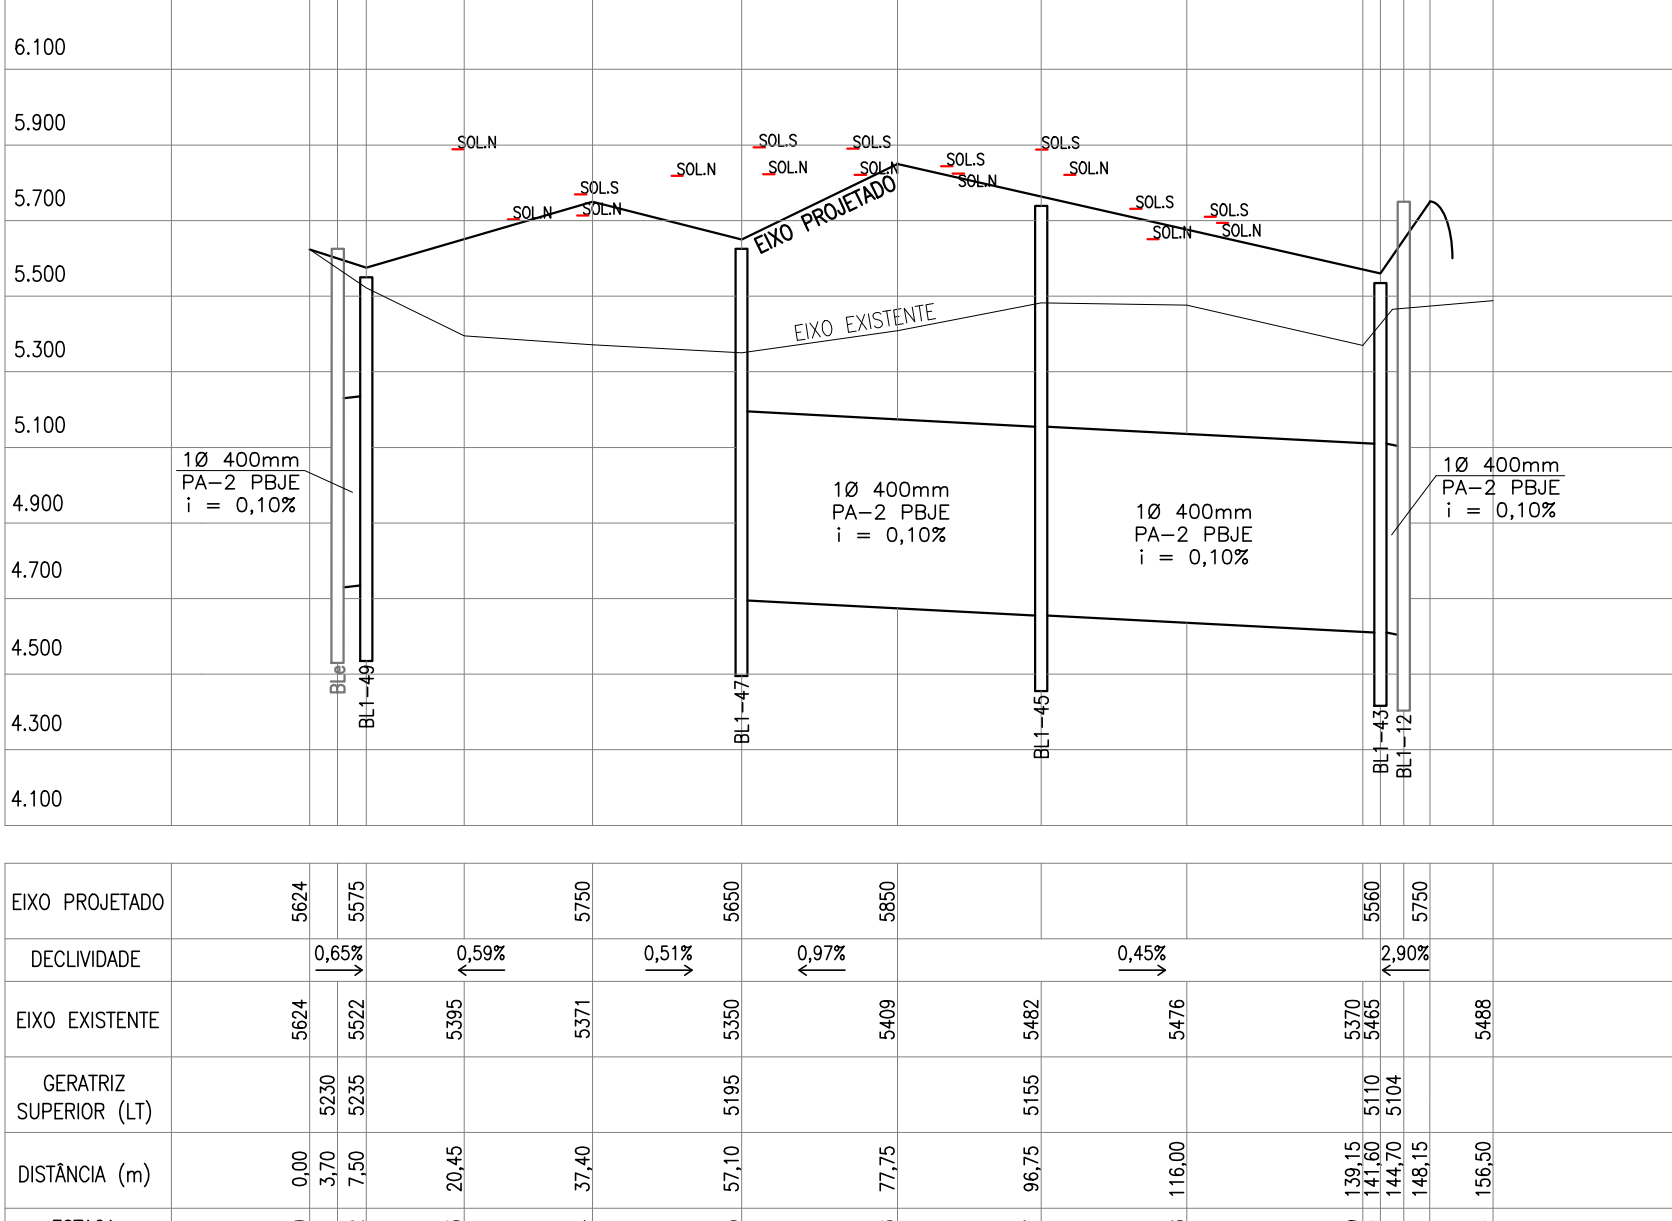 6.100
5.900
5.700
5.500
5.300
5.100
4.900
4.700
4.500
4.300
4.100
SOL.N
SOL.N
SOL.S
SOL.N
SOL.N
SOL.S
SOL.N
SOL.S
SOL.N
SOL.S
SOL.N
SOL.S
SOL.N
SOL.S
SOL.N
SOL.S
SOL.N
EIXO PROJETADO
EIXO EXISTENTE
1Ø 400mm
PA-2 PBJE
i = 0,10%
1Ø 400mm
PA-2 PBJE
i = 0,10%
1Ø 400mm
PA-2 PBJE
i = 0,10%
1Ø 400mm
PA-2 PBJE
i = 0,10%
BLe
BL1-49
BL1-47
BL1-45
BL1-43
BL1-12
EIXO PROJETADO 5624 5575 5750 5650 5850 5560 5750
DECLIVIDADE 0,65% 0,59% 0,51% 0,97% 0,45% 2,90%
EIXO EXISTENTE 5624 5522 5395 5371 5350 5409 5482 5476 5370 5465 5488
GERATRIZ
SUPERIOR (LT) 5230 5235 5195 5155 5110 5104
DISTÂNCIA (m) 0,00 3,70 7,50 20,45 37,40 57,10 77,75 96,75 116,00 139,15 141,60 144,70 148,15 156,50